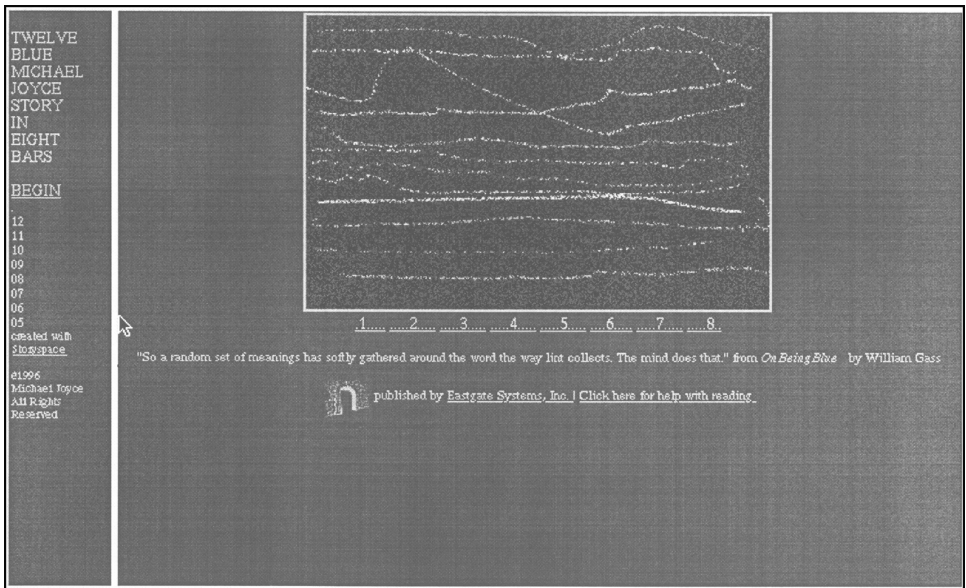 TWELVE
BLUE
MICHAEL
JOYCE
STORY
IN
EIGHT
BARS
BEGIN
12
11
10
09
08
07
06
05
created with
Storyspace
©1996
Michael Joyce
All Rights
Reserved
.1..... .....2..... ....3..... .....4..... .....5..... ....6..... ....7..... .....8..
"So a random set of meanings has softly gathered around the word the way lint collects. The mind does that." from On Being Blue by William Gass
published by Eastgate Systems, Inc. | Click here for help with reading